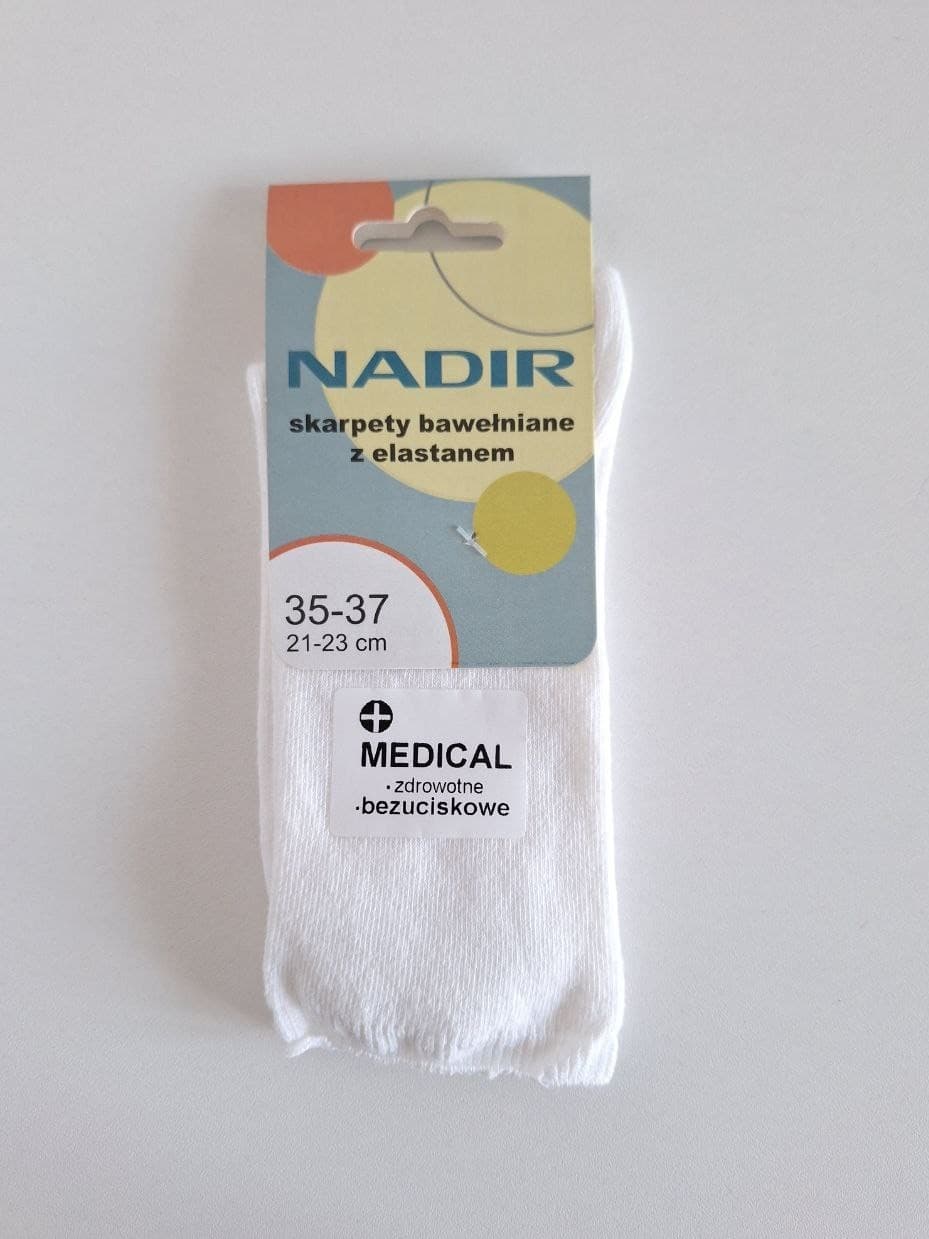 NADIR
skarpety bawełniane
z elastanem
35-37
21-23 cm
MEDICAL
·zdrowotne
·bezuciskowe